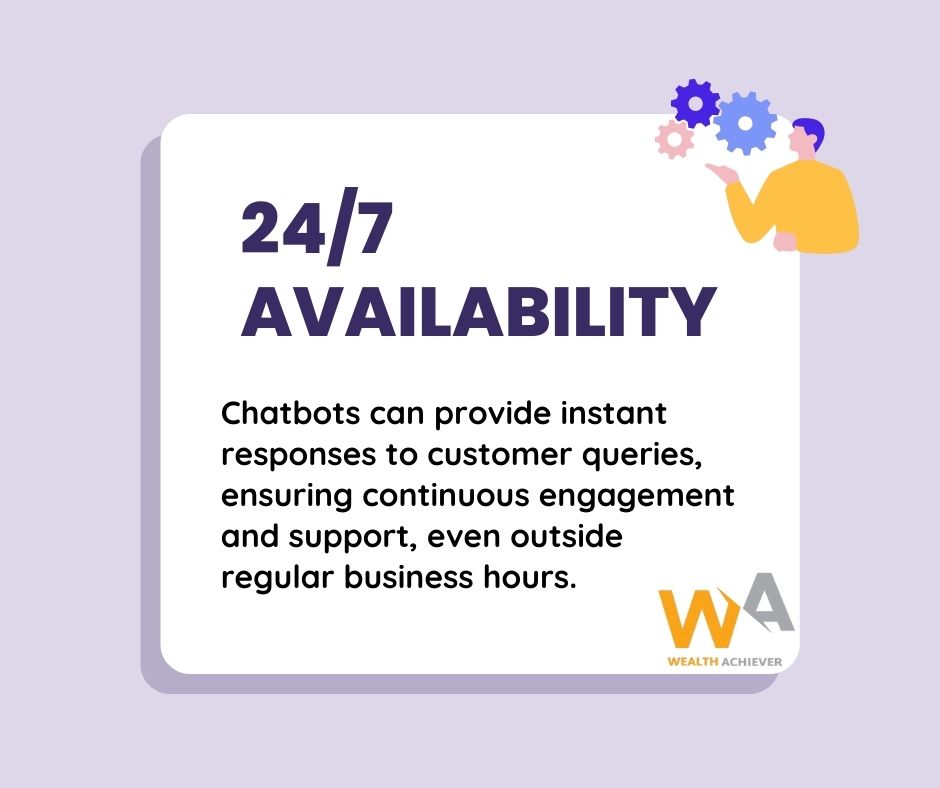 24/7
AVAILABILITY
Chatbots can provide instant
responses to customer queries,
ensuring continuous engagement
and support, even outside
regular business hours.
WA
WEALTH ACHIEVER